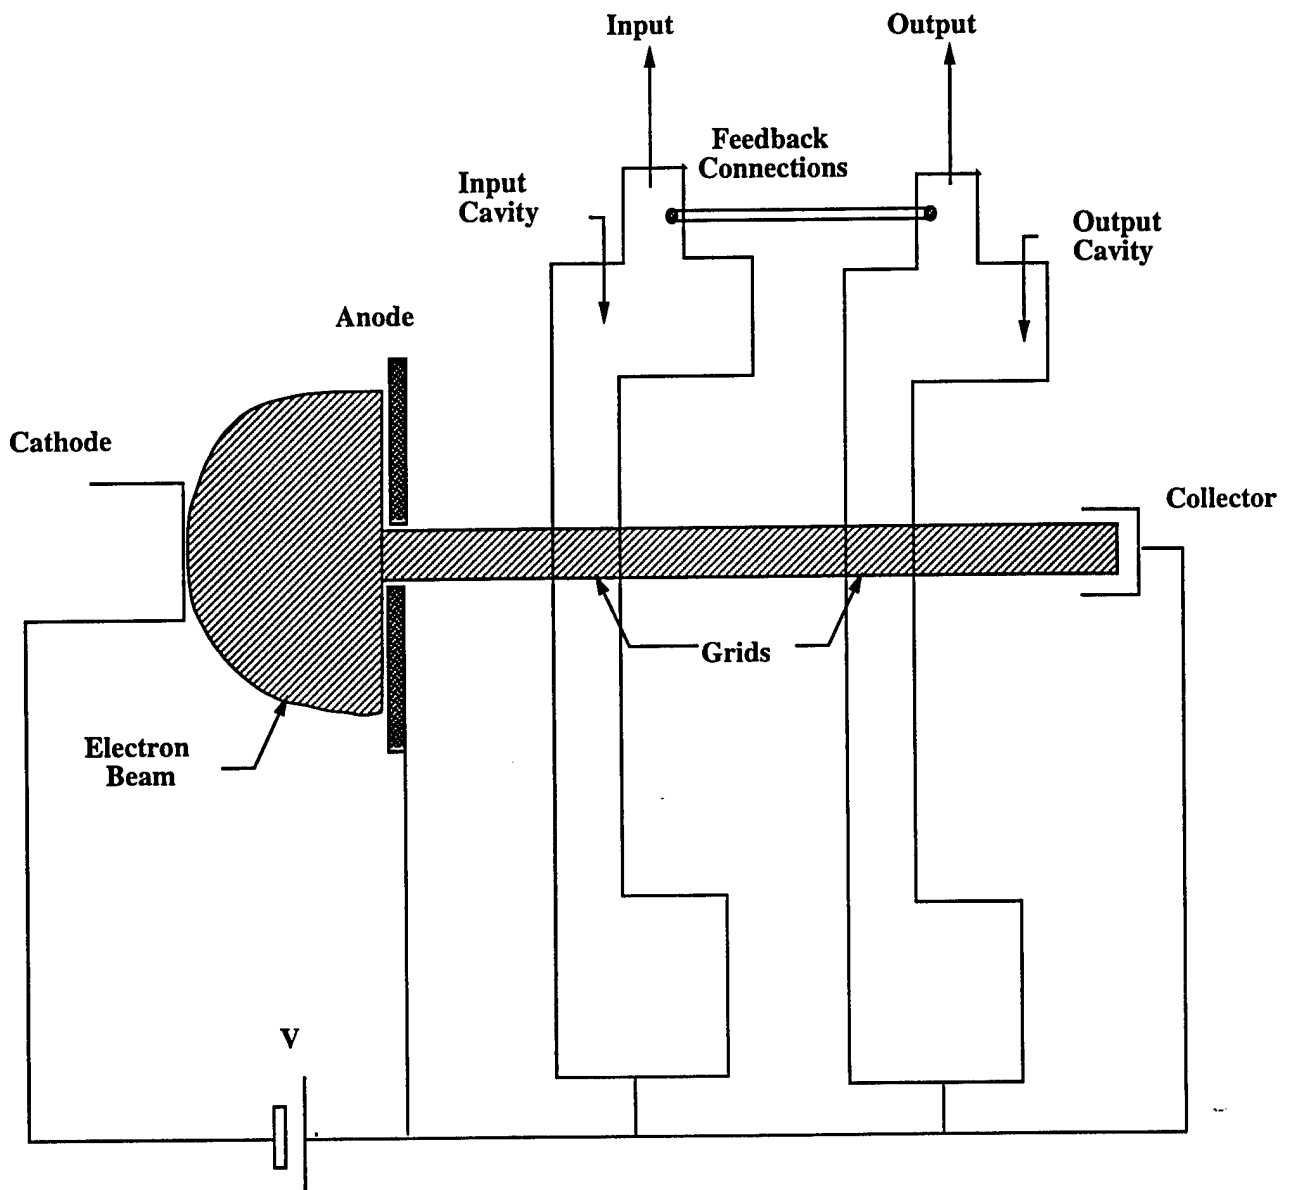 Input
Output
Feedback
Connections
Input
Cavity
Output
Cavity
Anode
Cathode
Collector
Grids
Electron
Beam
V